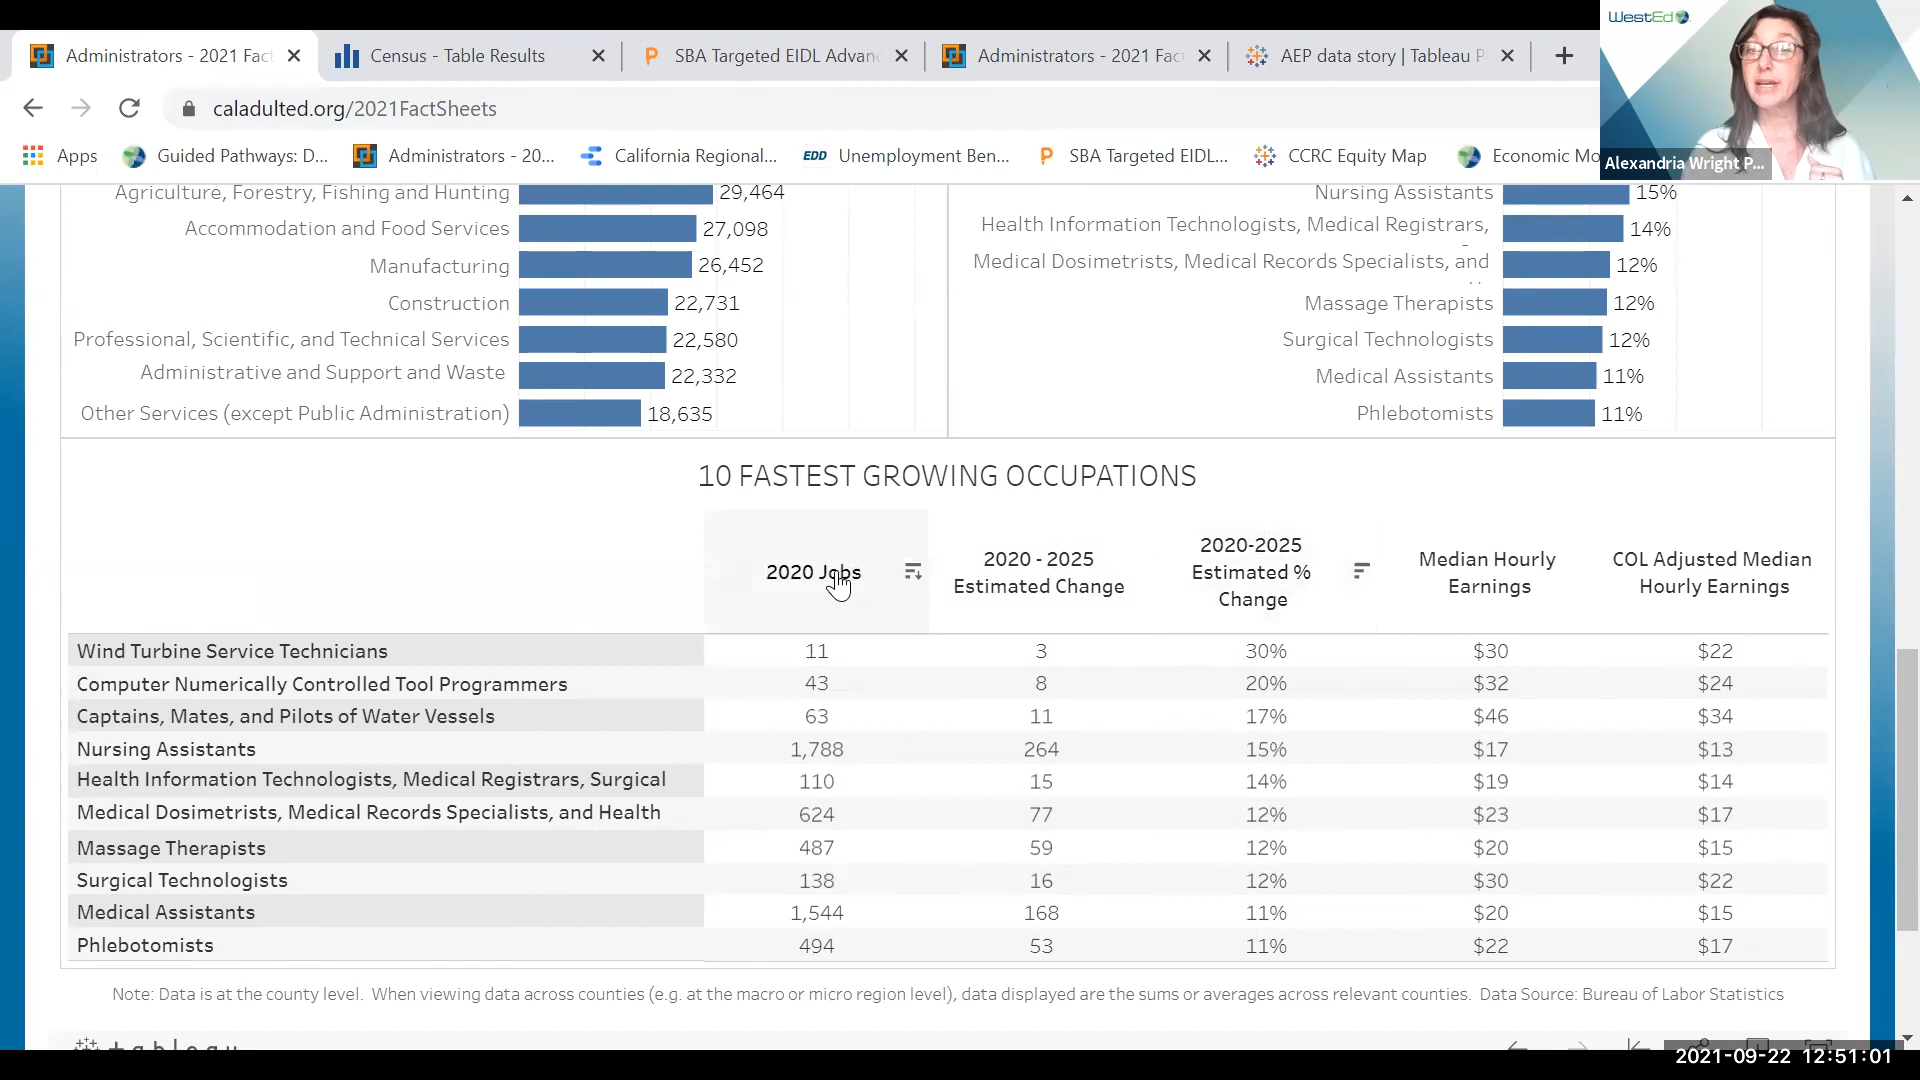 WestEd
Administrators - 2021 Fact
Census - Table Results
SBA Targeted EIDL Advanc
Administrators - 2021 Fac
AEP data story | Tableau P
caladulted.org/2021FactSheets
Apps
Guided Pathways: D...
Administrators - 20...
California Regional...
EDD Unemployment Ben...
SBA Targeted EIDL...
CCRC Equity Map
Economic Mo
Alexandria Wright P...
Agriculture, Forestry, Fishing and Hunting 29,464
Accommodation and Food Services 27,098
Manufacturing 26,452
Construction 22,731
Professional, Scientific, and Technical Services 22,580
Administrative and Support and Waste 22,332
Other Services (except Public Administration) 18,635
Nursing Assistants 15%
Health Information Technologists, Medical Registrars, 14%
Medical Dosimetrists, Medical Records Specialists, and 12%
Massage Therapists 12%
Surgical Technologists 12%
Medical Assistants 11%
Phlebotomists 11%
10 FASTEST GROWING OCCUPATIONS
2020 Jobs
2020 - 2025
Estimated Change
2020-2025
Estimated %
Change
Median Hourly
Earnings
COL Adjusted Median
Hourly Earnings
Wind Turbine Service Technicians 11 3 30% $30 $22
Computer Numerically Controlled Tool Programmers 43 8 20% $32 $24
Captains, Mates, and Pilots of Water Vessels 63 11 17% $46 $34
Nursing Assistants 1,788 264 15% $17 $13
Health Information Technologists, Medical Registrars, Surgical 110 15 14% $19 $14
Medical Dosimetrists, Medical Records Specialists, and Health 624 77 12% $23 $17
Massage Therapists 487 59 12% $20 $15
Surgical Technologists 138 16 12% $30 $22
Medical Assistants 1,544 168 11% $20 $15
Phlebotomists 494 53 11% $22 $17
Note: Data is at the county level. When viewing data across counties (e.g. at the macro or micro region level), data displayed are the sums or averages across relevant counties. Data Source: Bureau of Labor Statistics
tableau
2021-09-22 12:51:01